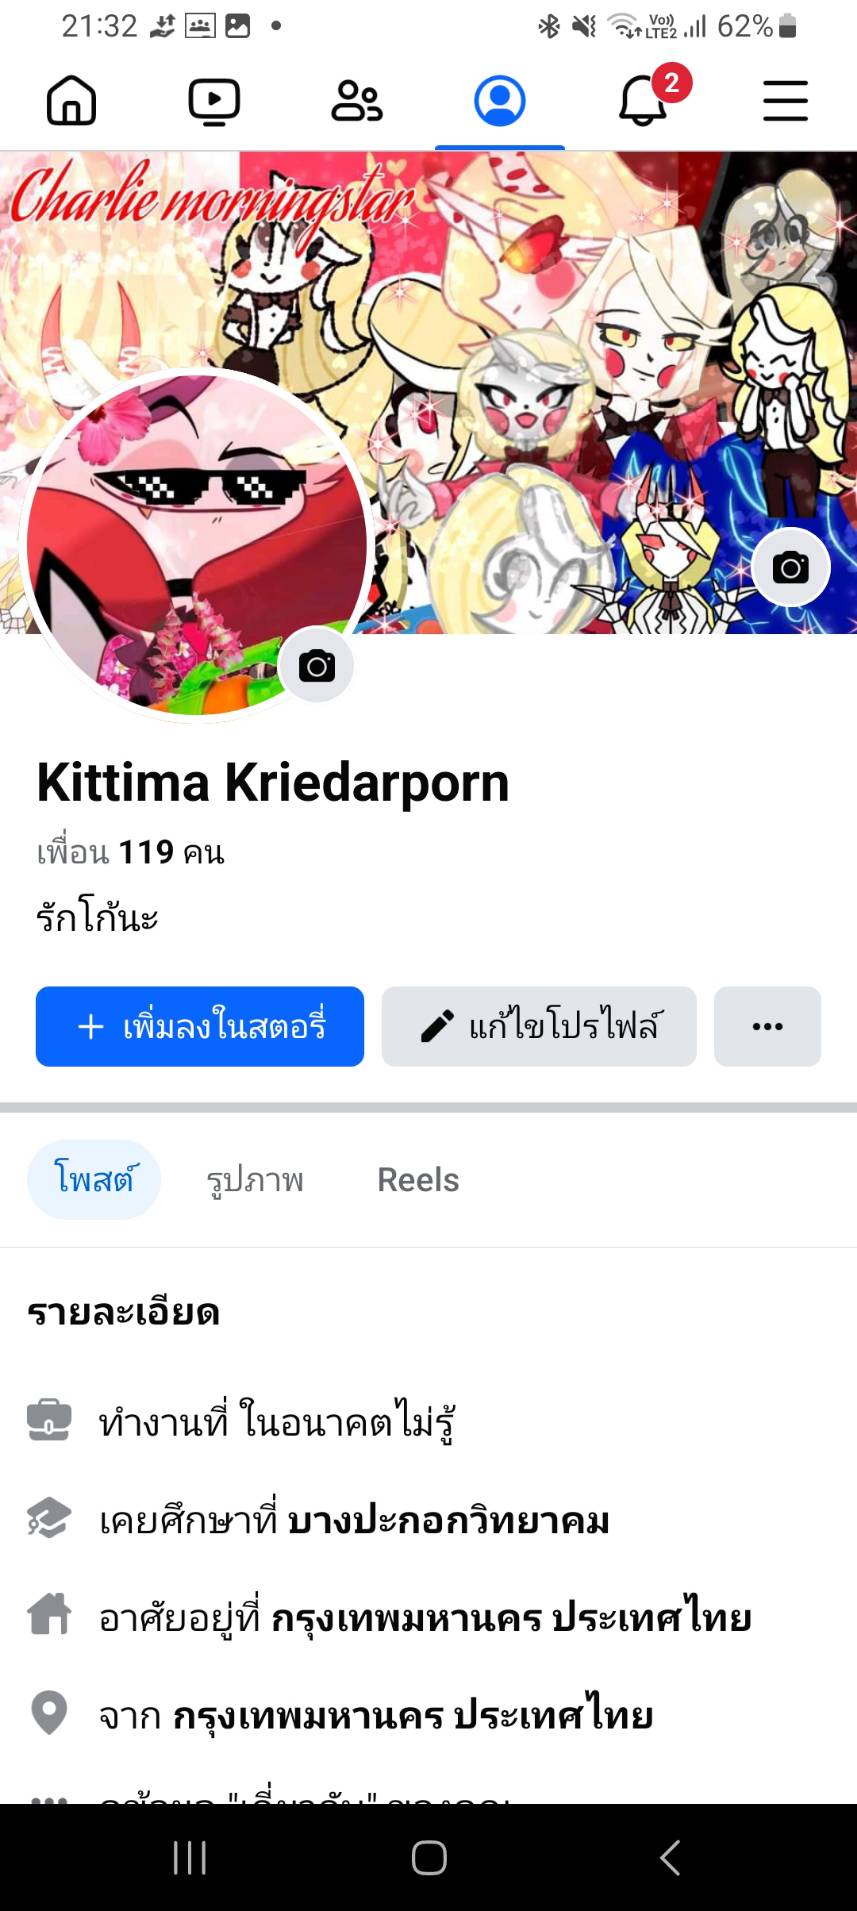 21:32
Vo)) LTE2 62%
2
Charlie morningstar
Kittima Kriedarporn
เพื่อน 119 คน
รักโก้นะ
+ เพิ่มลงในสตอรี่
แก้ไขโปรไฟล์
โพสต์ รูปภาพ Reels
รายละเอียด
ทำงานที่ ในอนาคตไม่รู้
เคยศึกษาที่ บางปะกอกวิทยาคม
อาศัยอยู่ที่ กรุงเทพมหานคร ประเทศไทย
จาก กรุงเทพมหานคร ประเทศไทย